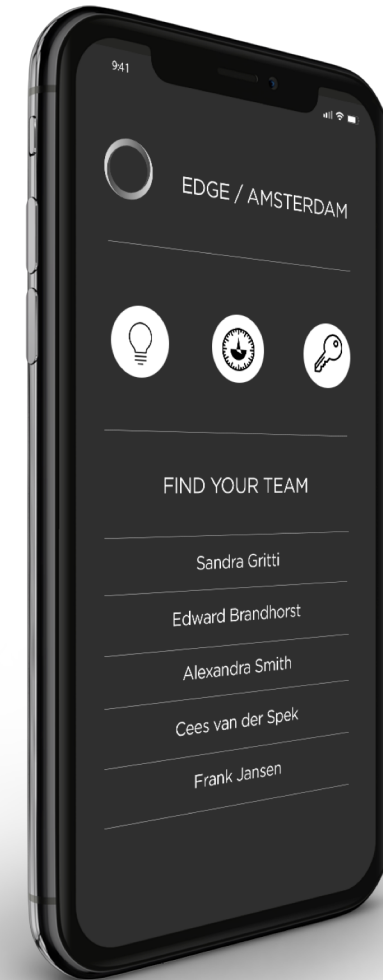 9:41
EDGE / AMSTERDAM
FIND YOUR TEAM
Sandra Gritti
Edward Brandhorst
Alexandra Smith
Cees van der Spek
Frank Jansen